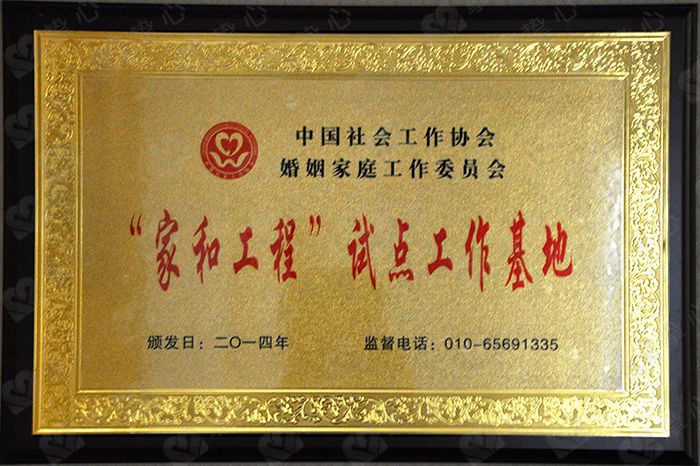 中国社会工作协会
婚姻家庭工作委员会
“家和工程”试点工作基地
颁发日：二〇一四年 监督电话：010-65691335